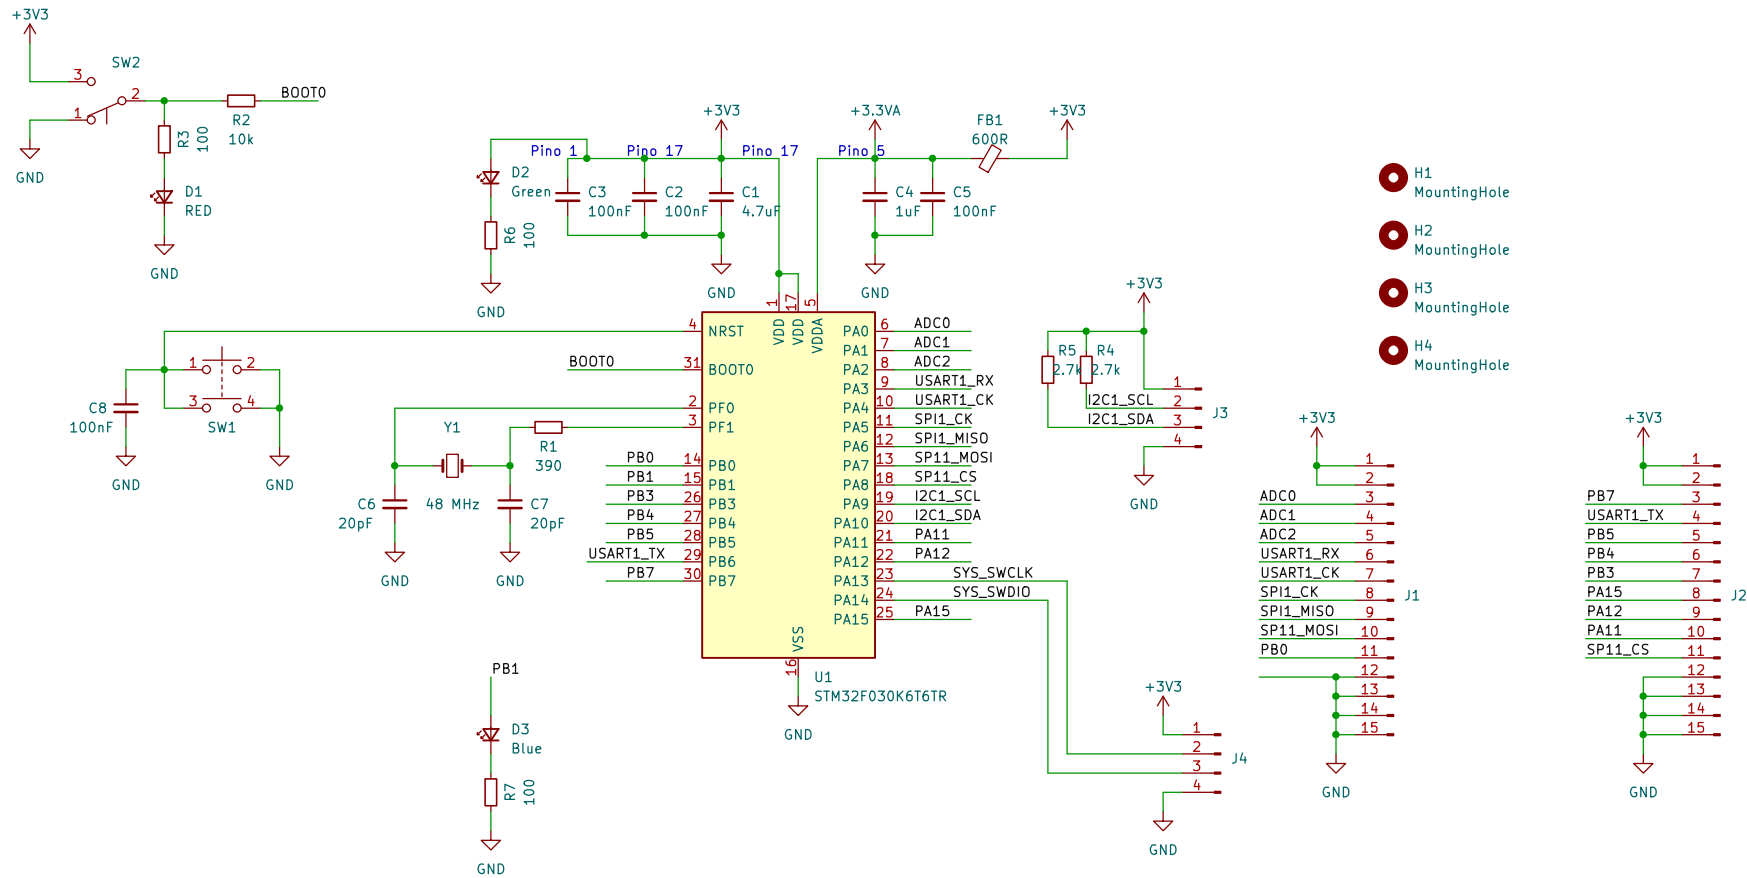 +3V3
SW2
3
2
1
BOOT0
R2
10k
R3
100
GND
D1
RED
GND
+3V3
+3.3VA
FB1
600R
+3V3
Pino 1
Pino 17
Pino 17
Pino 5
D2
Green
C3
100nF
C2
100nF
C1
4.7uF
C4
1uF
C5
100nF
R6
100
GND
GND
GND
H1
MountingHole
H2
MountingHole
H3
MountingHole
H4
MountingHole
1
17
5
VDD
VDD
VDDA
4
NRST
BOOT0
31
BOOT0
2
PF0
3
PF1
PB0
14
PB0
PB1
15
PB1
PB3
26
PB3
PB4
27
PB4
PB5
28
PB5
USART1_TX
29
PB6
PB7
30
PB7
PA0
6
ADC0
PA1
7
ADC1
PA2
8
ADC2
PA3
9
USART1_RX
PA4
10
USART1_CK
PA5
11
SPI1_CK
PA6
12
SPI1_MISO
PA7
13
SP11_MOSI
PA8
18
SP11_CS
PA9
19
I2C1_SCL
PA10
20
I2C1_SDA
PA11
21
PA11
PA12
22
PA12
PA13
23
SYS_SWCLK
PA14
24
SYS_SWDIO
PA15
25
PA15
VSS
16
U1
STM32F030K6T6TR
GND
1
2
3
4
SW1
C8
100nF
GND
GND
Y1
48 MHz
R1
390
C6
20pF
C7
20pF
GND
GND
+3V3
R5
2.7k
R4
2.7k
1
I2C1_SCL
2
I2C1_SDA
3
4
J3
GND
+3V3
1
2
ADC0
3
ADC1
4
ADC2
5
USART1_RX
6
USART1_CK
7
SPI1_CK
8
SPI1_MISO
9
SP11_MOSI
10
PB0
11
12
13
14
15
J1
GND
+3V3
1
2
PB7
3
USART1_TX
4
PB5
5
PB4
6
PB3
7
PA15
8
PA12
9
PA11
10
SP11_CS
11
12
13
14
15
J2
GND
PB1
D3
Blue
R7
100
GND
+3V3
1
2
3
4
J4
GND